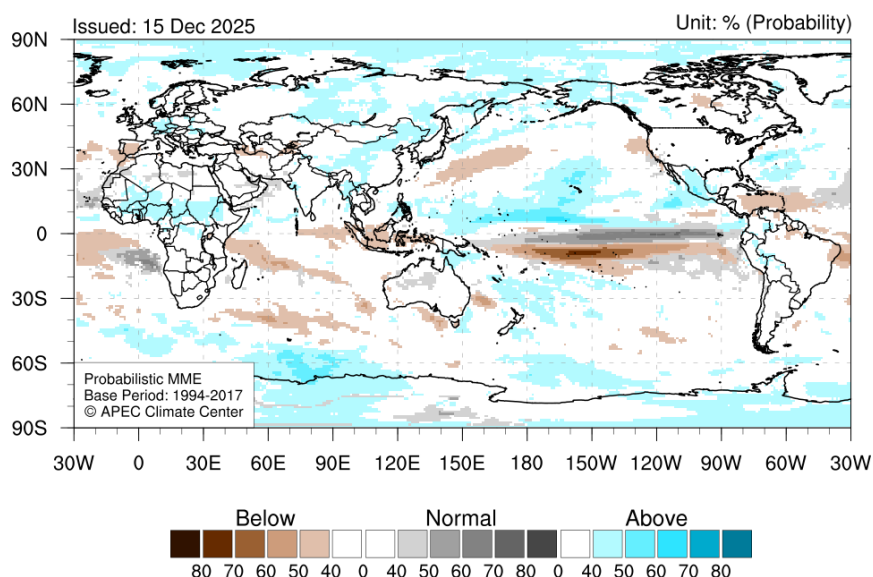 Issued: 15 Dec 2025
Unit: % (Probability)
90N
60N
30N
0
30S
60S
90S
Probabilistic MME
Base Period: 1994-2017
© APEC Climate Center
30W 0 30E 60E 90E 120E 150E 180 150W 120W 90W 60W 30W
Below Normal Above
80 70 60 50 40 0 40 50 60 70 80 0 40 50 60 70 80